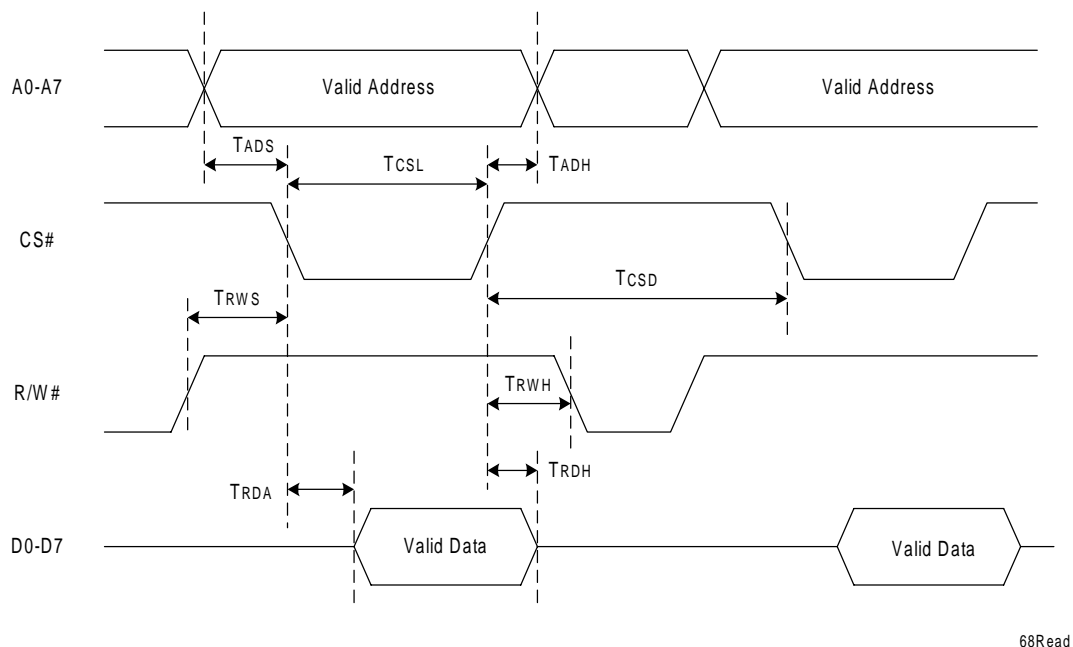 A0-A7
Valid Address
Valid Address
TADS
TCSL
TADH
CS#
TCSD
TRWS
R/W#
TRWH
TRDH
TRDA
D0-D7
Valid Data
Valid Data
68Read